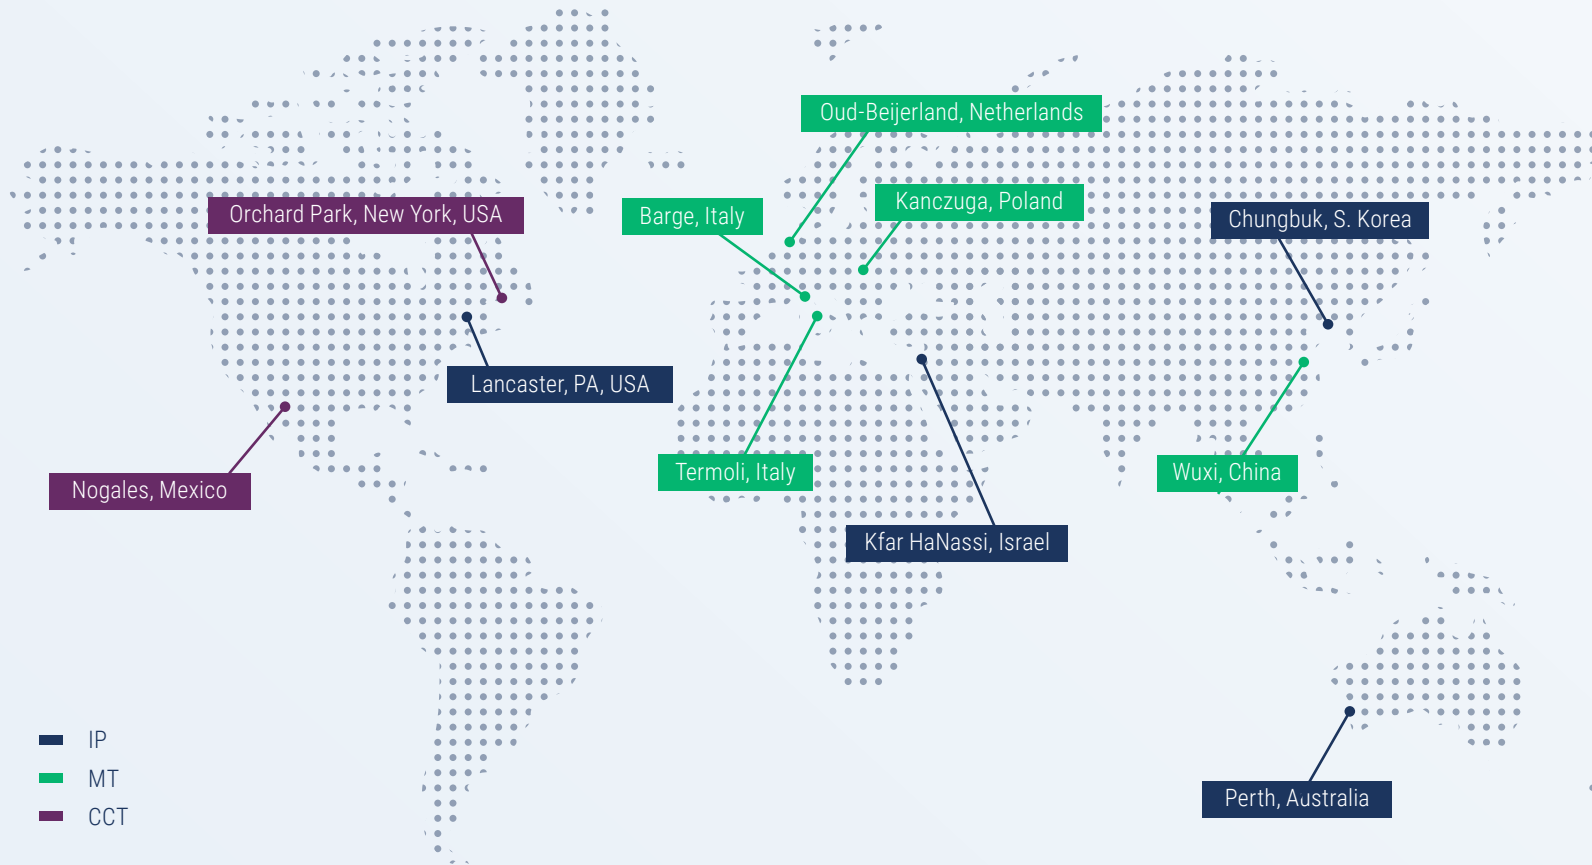 Oud-Beijerland, Netherlands
Kanczuga, Poland
Orchard Park, New York, USA
Barge, Italy
Chungbuk, S. Korea
Lancaster, PA, USA
Termoli, Italy
Wuxi, China
Nogales, Mexico
Kfar HaNassi, Israel
IP
MT
Perth, Australia
CCT